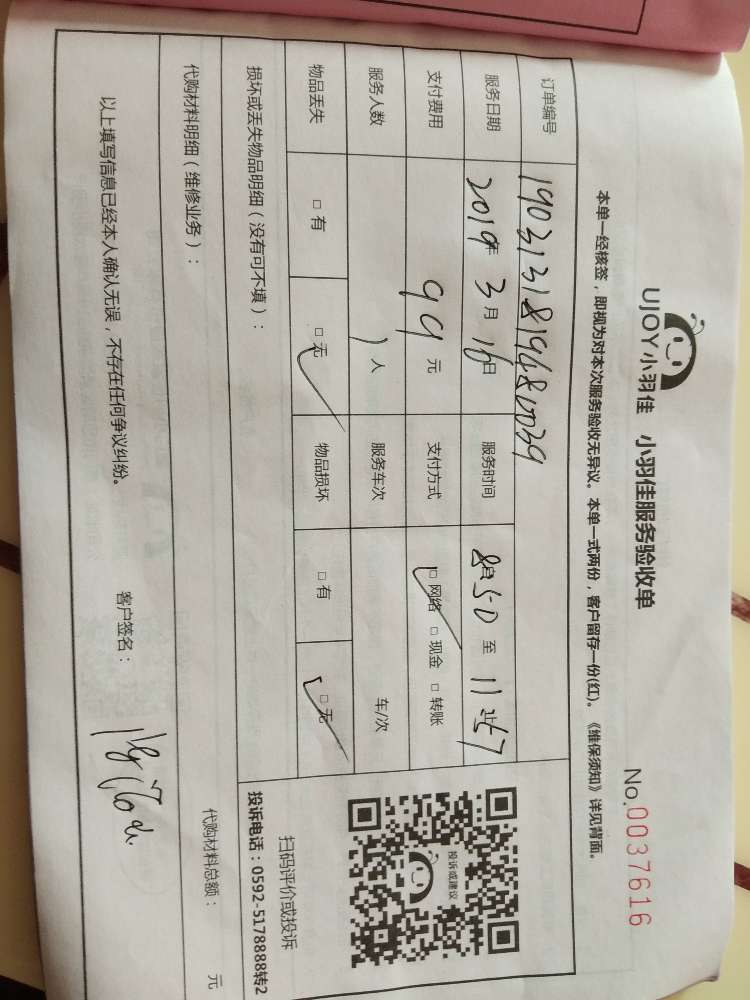 UJOY小羽佳 小羽佳服务验收单
No.0037616
本单一经核签，即视为对本次服务验收无异议。本单一式两份，客户留存一份(红)。《维保须知》详见背面。
订单编号 190313181948010039
服务日期 2019年3月16日 服务时间 8:50 至 11:57
支付费用 99元 支付方式 □网络 □现金 □转账
服务人数 1人 服务车次 车/次
物品丢失 □有 □无 物品损坏 □有 □无
损坏或丢失物品明细（没有可不填）：
代购材料明细（维修业务）：
代购材料总额： 元
以上填写信息已经本人确认无误，不存在任何争议纠纷。 客户签名：
投诉或建议
扫码评价或投诉
投诉电话：0592-5178888转2